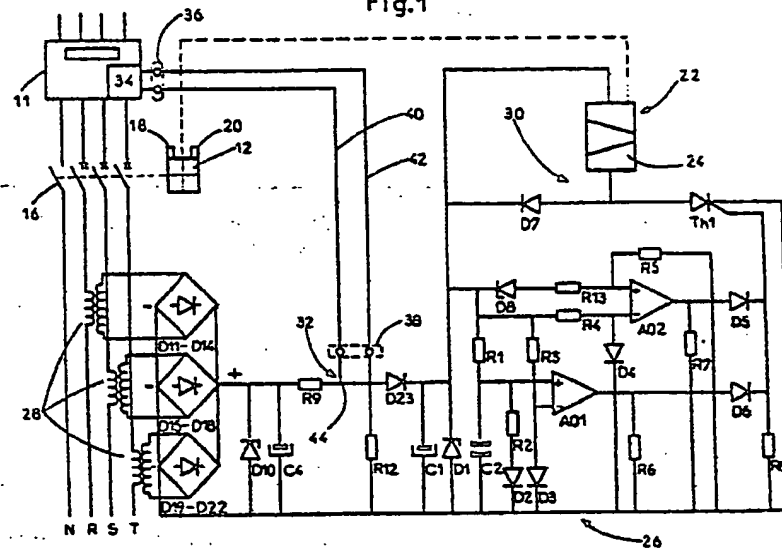 Fig.1
36
11
34
18
20
12
16
40
42
22
30
24
D7
Th1
R5
D8
R13
R4
A02
D5
R7
D4
28
D11-D14
32
38
R1
R3
+
D15-D18
R9
D23
44
A01
D6
R2
R6
R8
D10
C4
R12
C1
D1
C2
D2
D3
D19-D22
N R S T
26